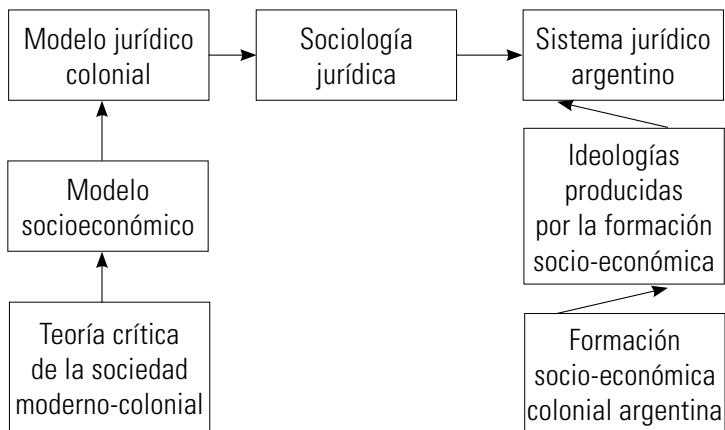 Modelo jurídico
colonial
Sociología
jurídica
Sistema jurídico
argentino
Modelo
socioeconómico
Ideologías
producidas
por la formación
socio-económica
Teoría crítica
de la sociedad
moderno-colonial
Formación
socio-económica
colonial argentina